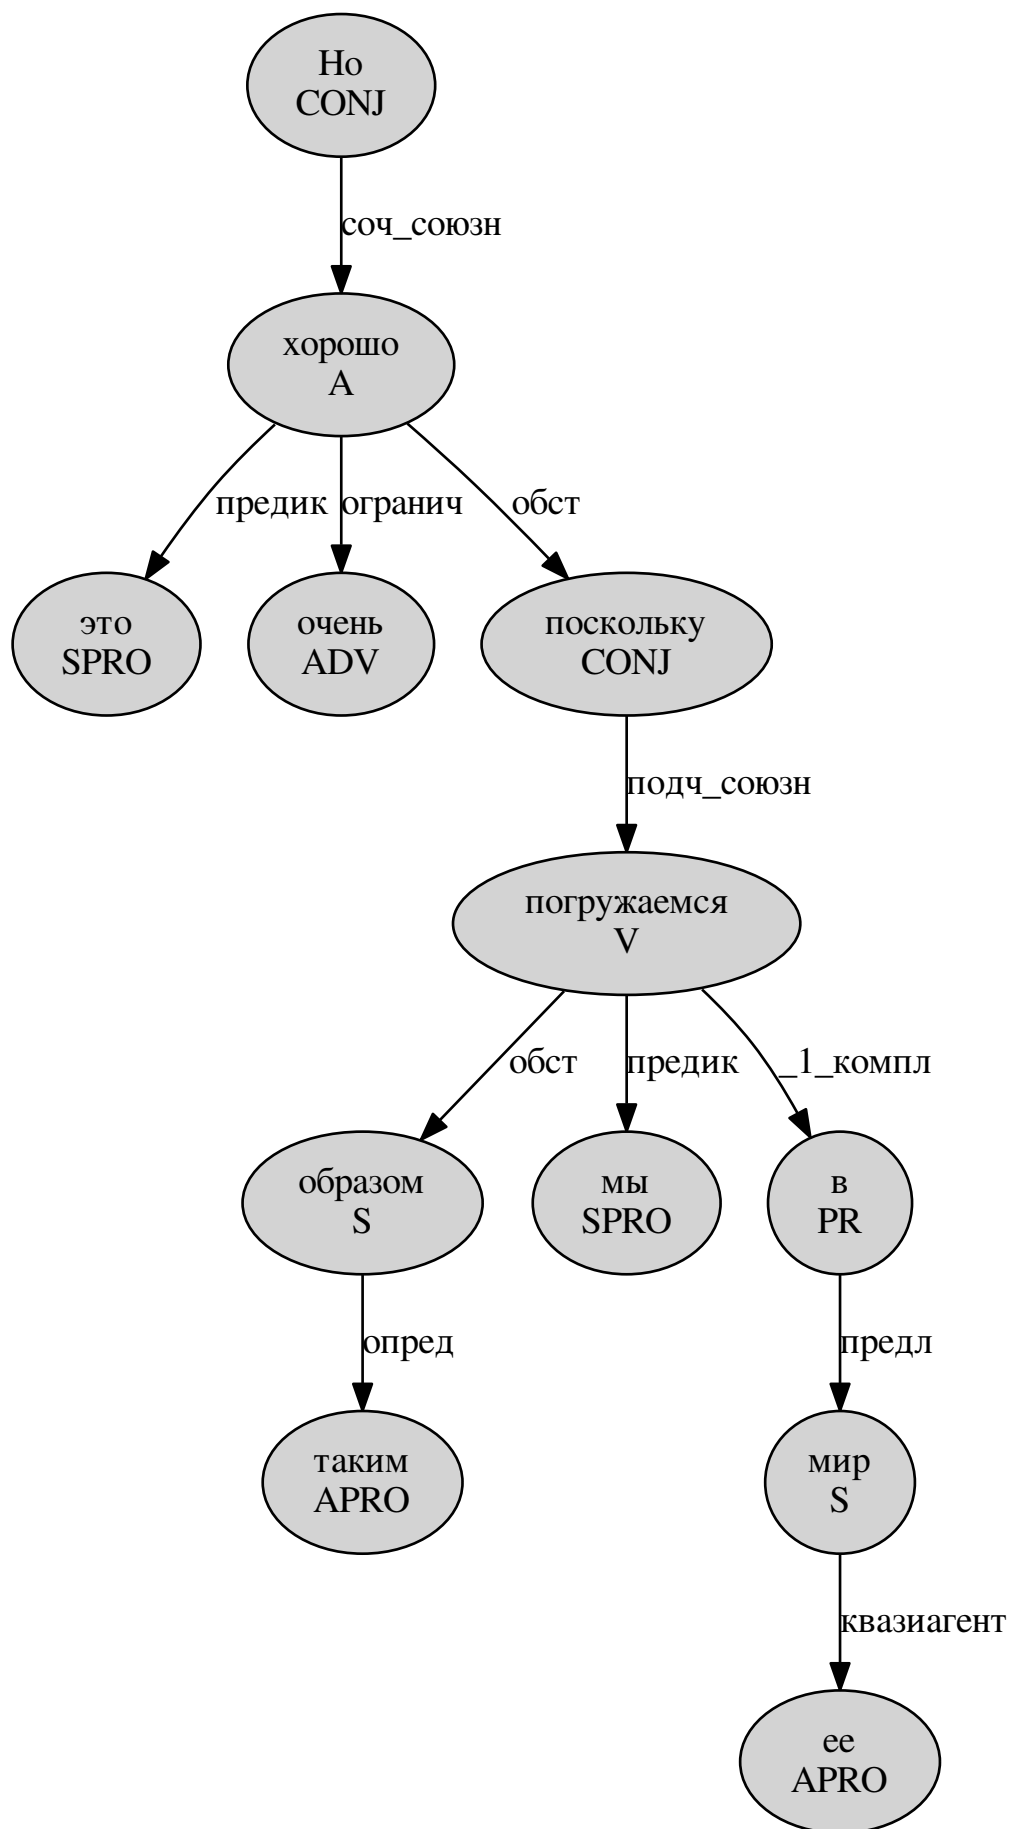 Но
CONJ
соч_союзн
хорошо
A
предик
огранич
обст
это
SPRO
очень
ADV
поскольку
CONJ
подч_союзн
погружаемся
V
обст
предик
_1_компл
образом
S
мы
SPRO
в
PR
опред
предл
таким
APRO
мир
S
квазиагент
ее
APRO